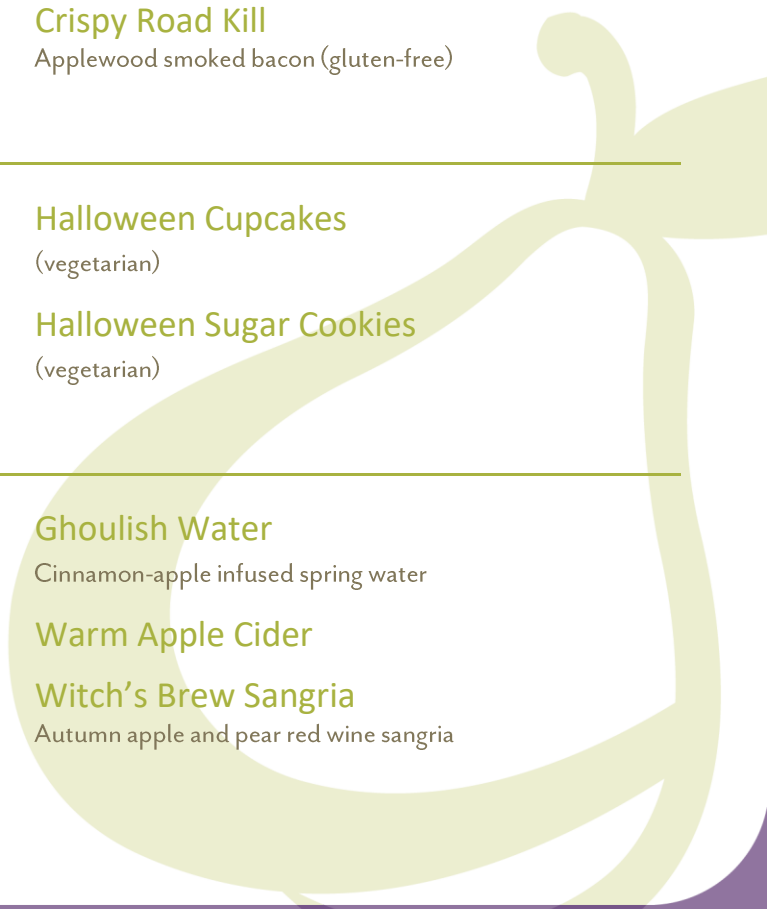 Crispy Road Kill
Applewood smoked bacon (gluten-free)
Halloween Cupcakes
(vegetarian)
Halloween Sugar Cookies
(vegetarian)
Ghoulish Water
Cinnamon-apple infused spring water
Warm Apple Cider
Witch’s Brew Sangria
Autumn apple and pear red wine sangria